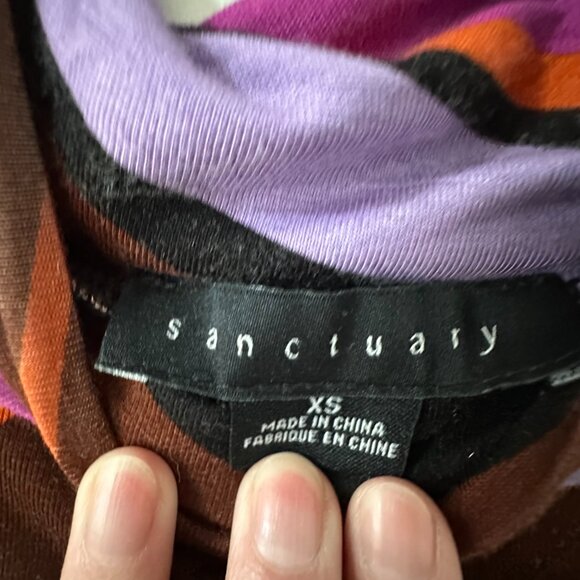 sanctuary
XS
MADE IN CHINA
FABRIQUE EN CHINE